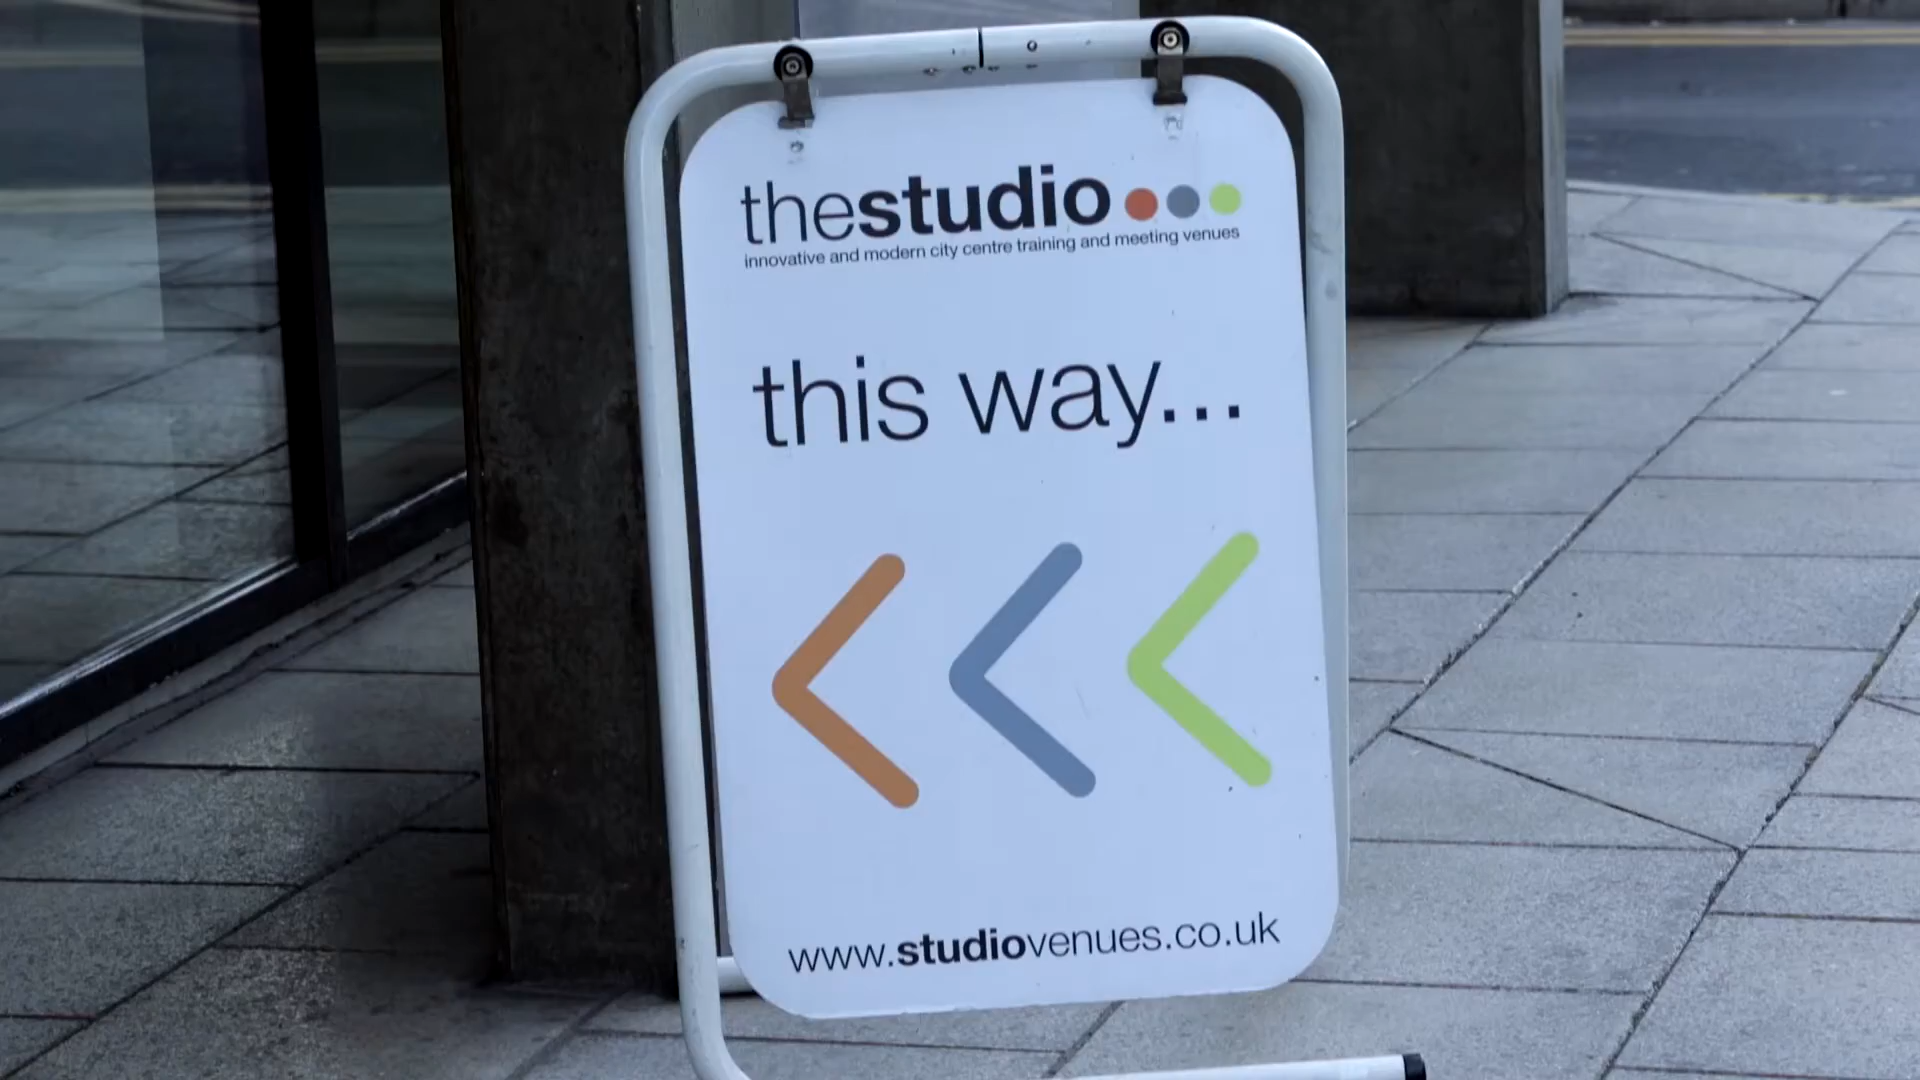 thestudio
innovative and modern city centre training and meeting venues
this way...
www.studiovenues.co.uk